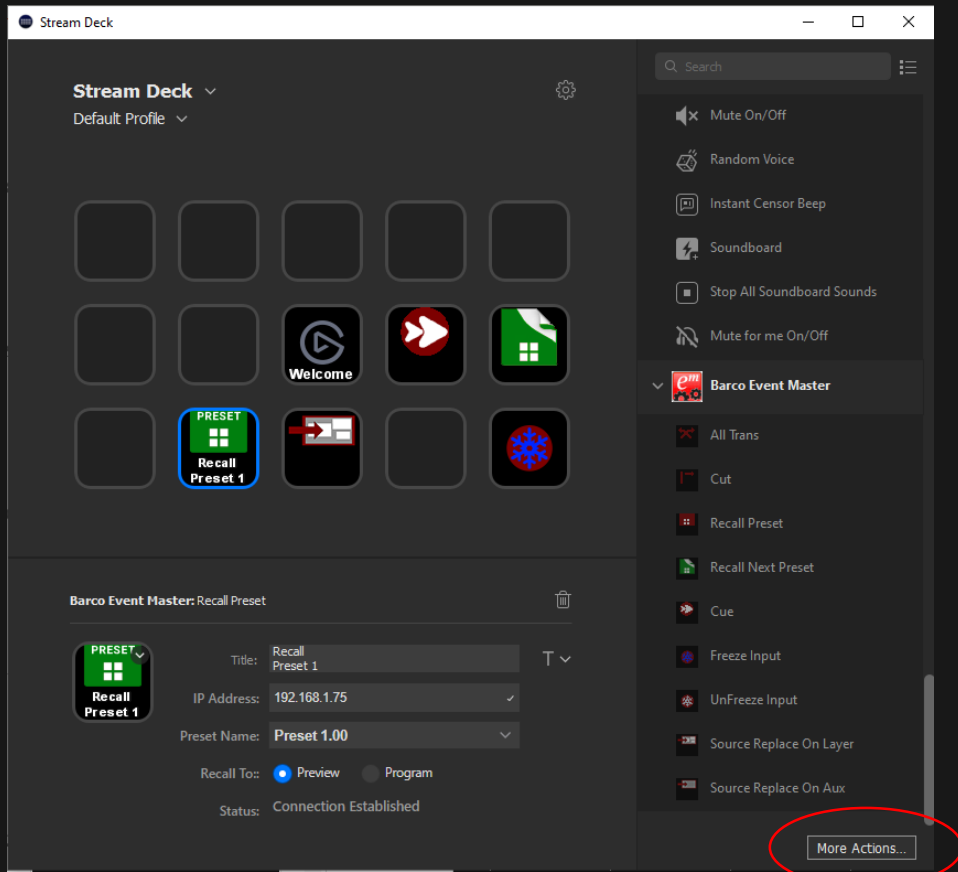 Stream Deck
Stream Deck
Default Profile
Welcome
PRESET
Recall
Preset 1
Barco Event Master: Recall Preset
PRESET
Recall
Preset 1
Title:
Recall
Preset 1
T
IP Address:
192.168.1.75
Preset Name:
Preset 1.00
Recall To::
Preview
Program
Status:
Connection Established
Search
Mute On/Off
Random Voice
Instant Censor Beep
Soundboard
Stop All Soundboard Sounds
Mute for me On/Off
em
Barco Event Master
All Trans
Cut
Recall Preset
Recall Next Preset
Cue
Freeze Input
UnFreeze Input
Source Replace On Layer
Source Replace On Aux
More Actions...